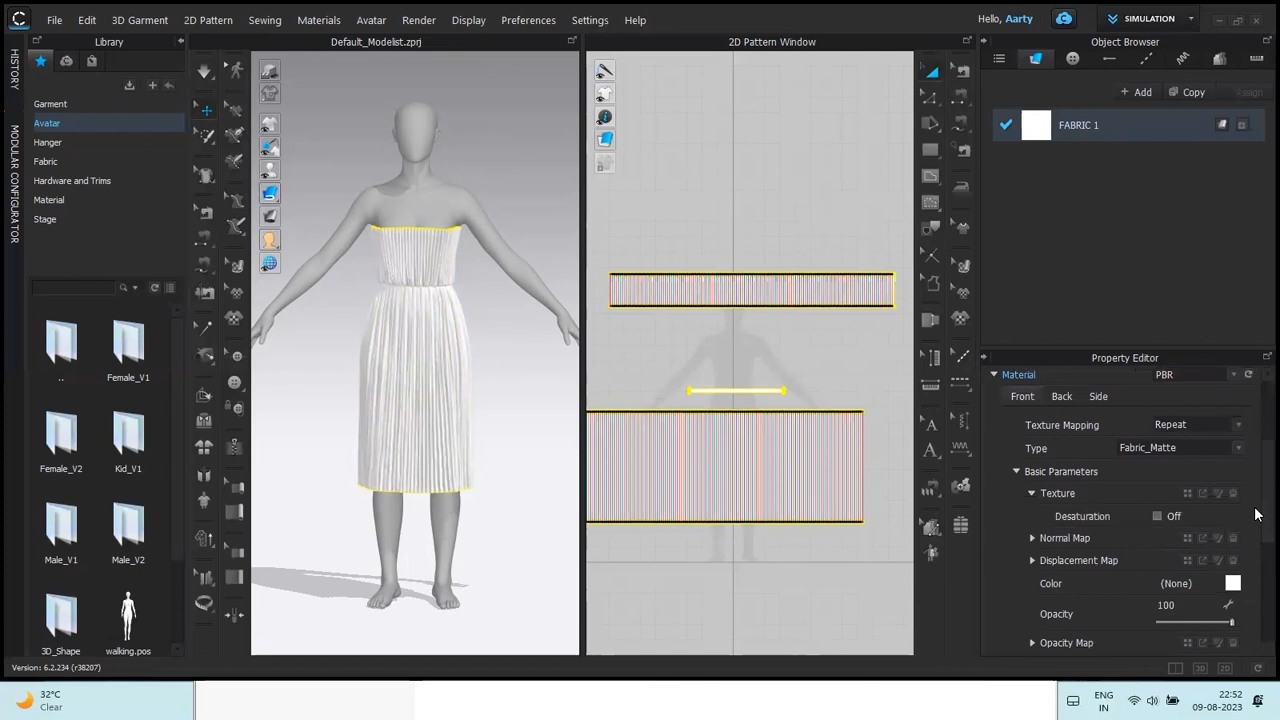 File Edit 3D Garment 2D Pattern Sewing Materials Avatar Render Display Preferences Settings Help
Hello, Aarty
SIMULATION
HISTORY
MODULAR CONFIGURATOR
Library
Garment
Avatar
Hanger
Fabric
Hardware and Trims
Material
Stage
..
Female_V1
Female_V2
Kid_V1
Male_V1
Male_V2
3D_Shape
walking.pos
Default_Modelist.zprj
2D Pattern Window
Object Browser
Add Copy Assign
FABRIC 1
Property Editor
Material PBR
Front Back Side
Texture Mapping Repeat
Type Fabric_Matte
Basic Parameters
Texture
Desaturation Off
Normal Map
Displacement Map
Color (None)
Opacity 100
Opacity Map
Version: 6.2.234 (r38207)
3D 2D
32°C
Clear
ENG
IN
22:52
09-08-2023